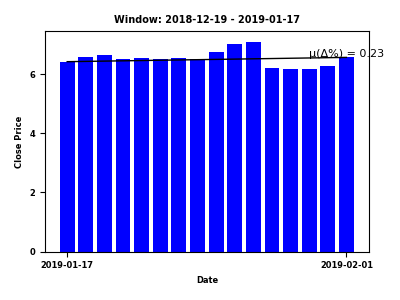 Window: 2018-12-19 - 2019-01-17
μ(Δ%) = 0.23
Close Price
6
4
2
0
2019-01-17
2019-02-01
Date